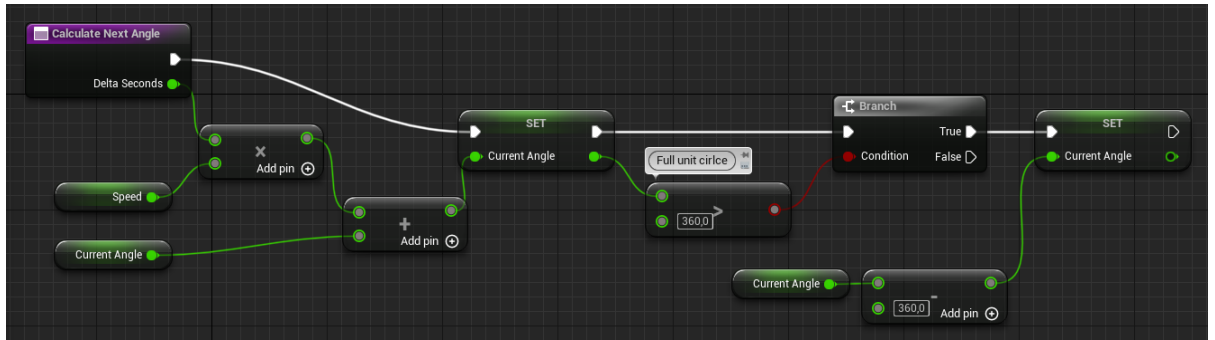 Calculate Next Angle
Delta Seconds
×
Add pin
Speed
Current Angle
+
Add pin
SET
Current Angle
Full unit cirlce
360,0
>
Branch
True
Condition
False
SET
Current Angle
Current Angle
360,0
-
Add pin